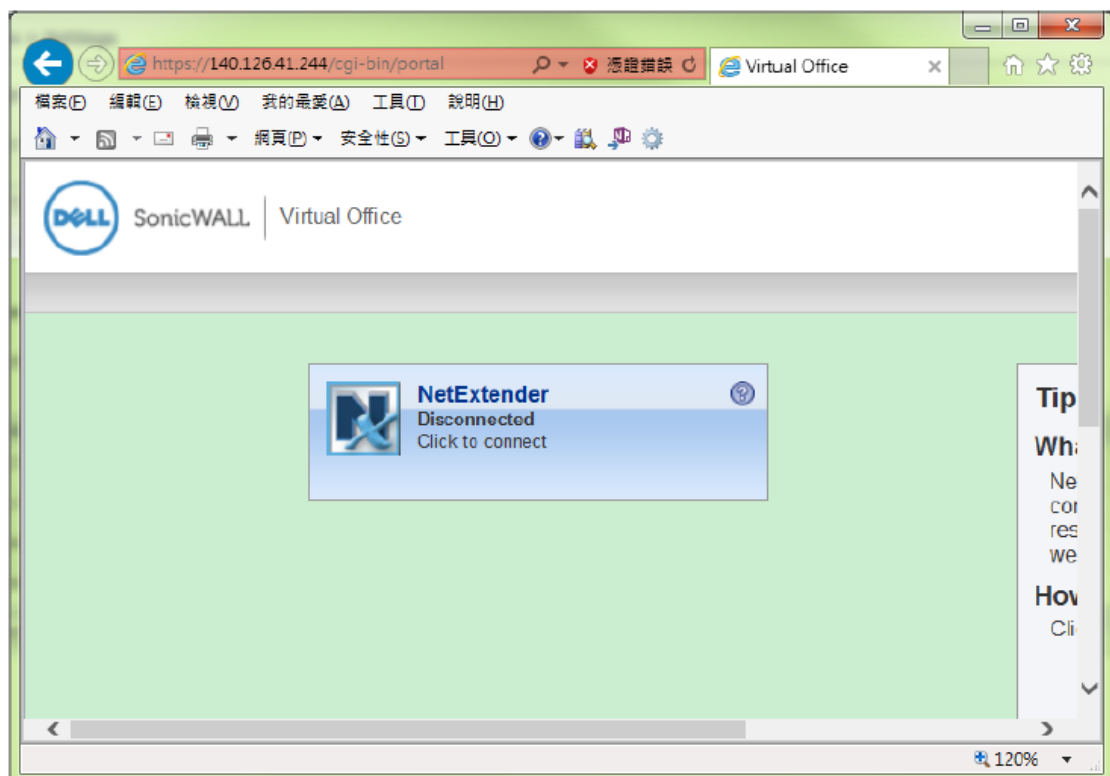 https://140.126.41.244/cgi-bin/portal 憑證錯誤 Virtual Office
檔案(F) 編輯(E) 檢視(V) 我的最愛(A) 工具(T) 說明(H)
網頁(P) 安全性(S) 工具(O)
DELL SonicWALL Virtual Office
NetExtender
Disconnected
Click to connect
Tip
Wha
Ne
cor
res
we
How
Cli
120%